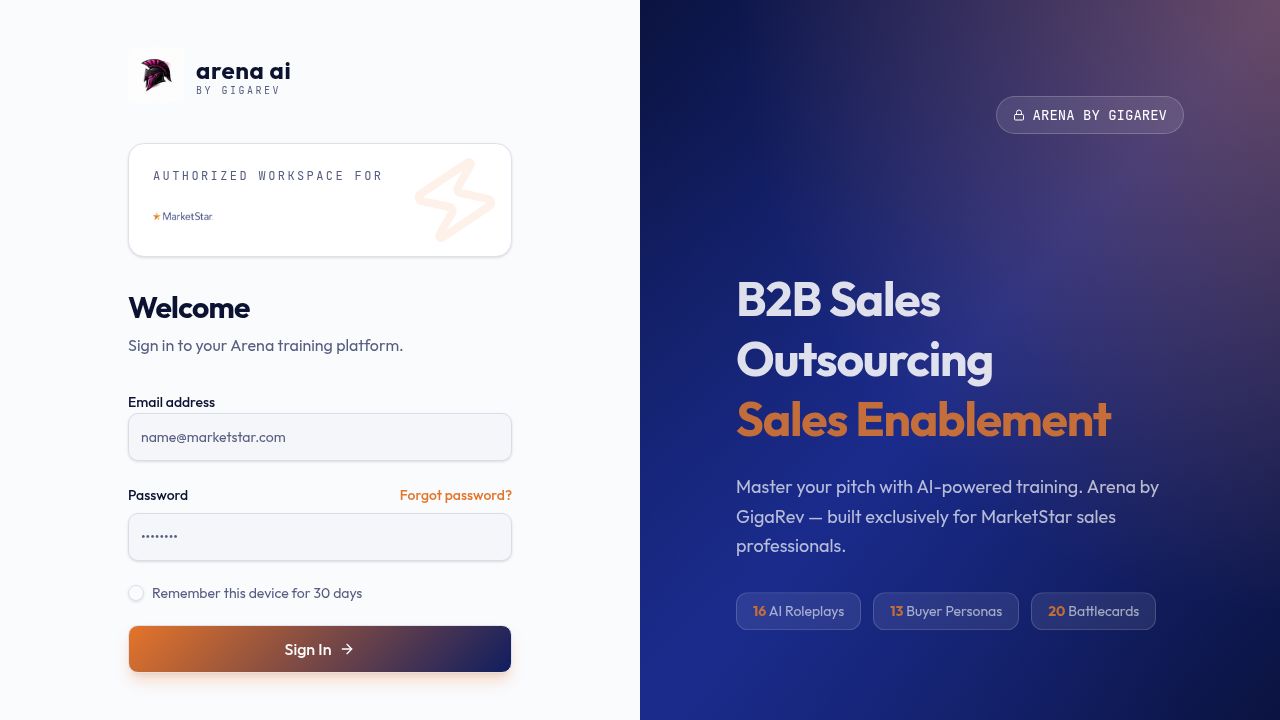 arena ai
BY GIGAREV
AUTHORIZED WORKSPACE FOR
MarketStar
Welcome
Sign in to your Arena training platform.
Email address
name@marketstar.com
Password
Forgot password?
••••••••
Remember this device for 30 days
Sign In →
ARENA BY GIGAREV
B2B Sales
Outsourcing
Sales Enablement
Master your pitch with AI-powered training. Arena by
GigaRev — built exclusively for MarketStar sales
professionals.
16 AI Roleplays
13 Buyer Personas
20 Battlecards